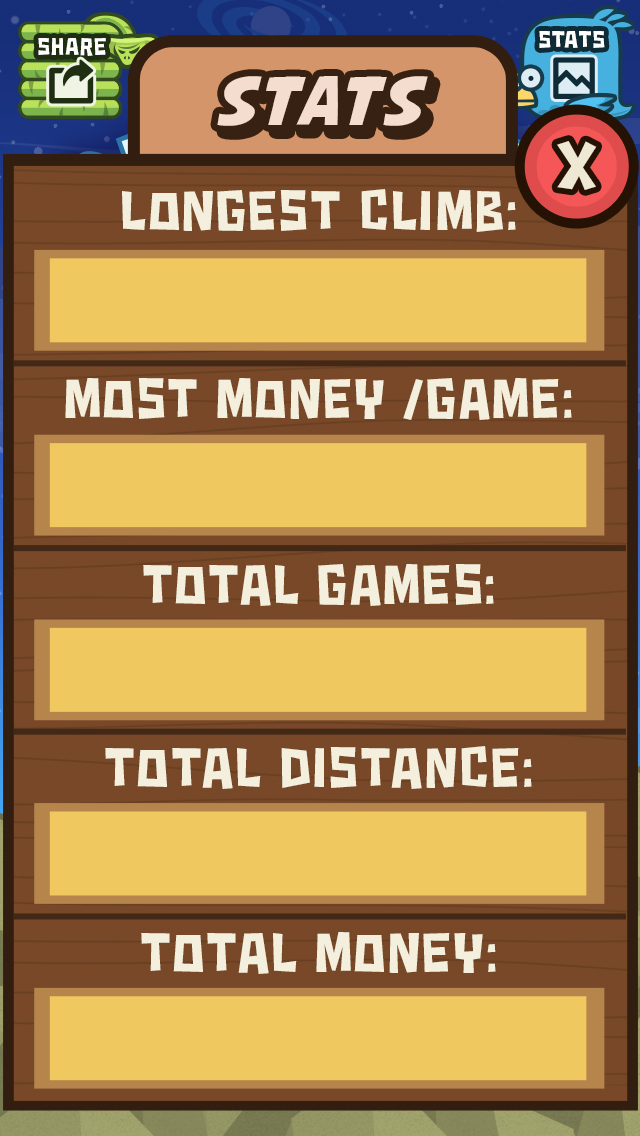 SHARE
STATS
STATS
X
LONGEST CLIMB:
MOST MONEY /GAME:
TOTAL GAMES:
TOTAL DISTANCE:
TOTAL MONEY: